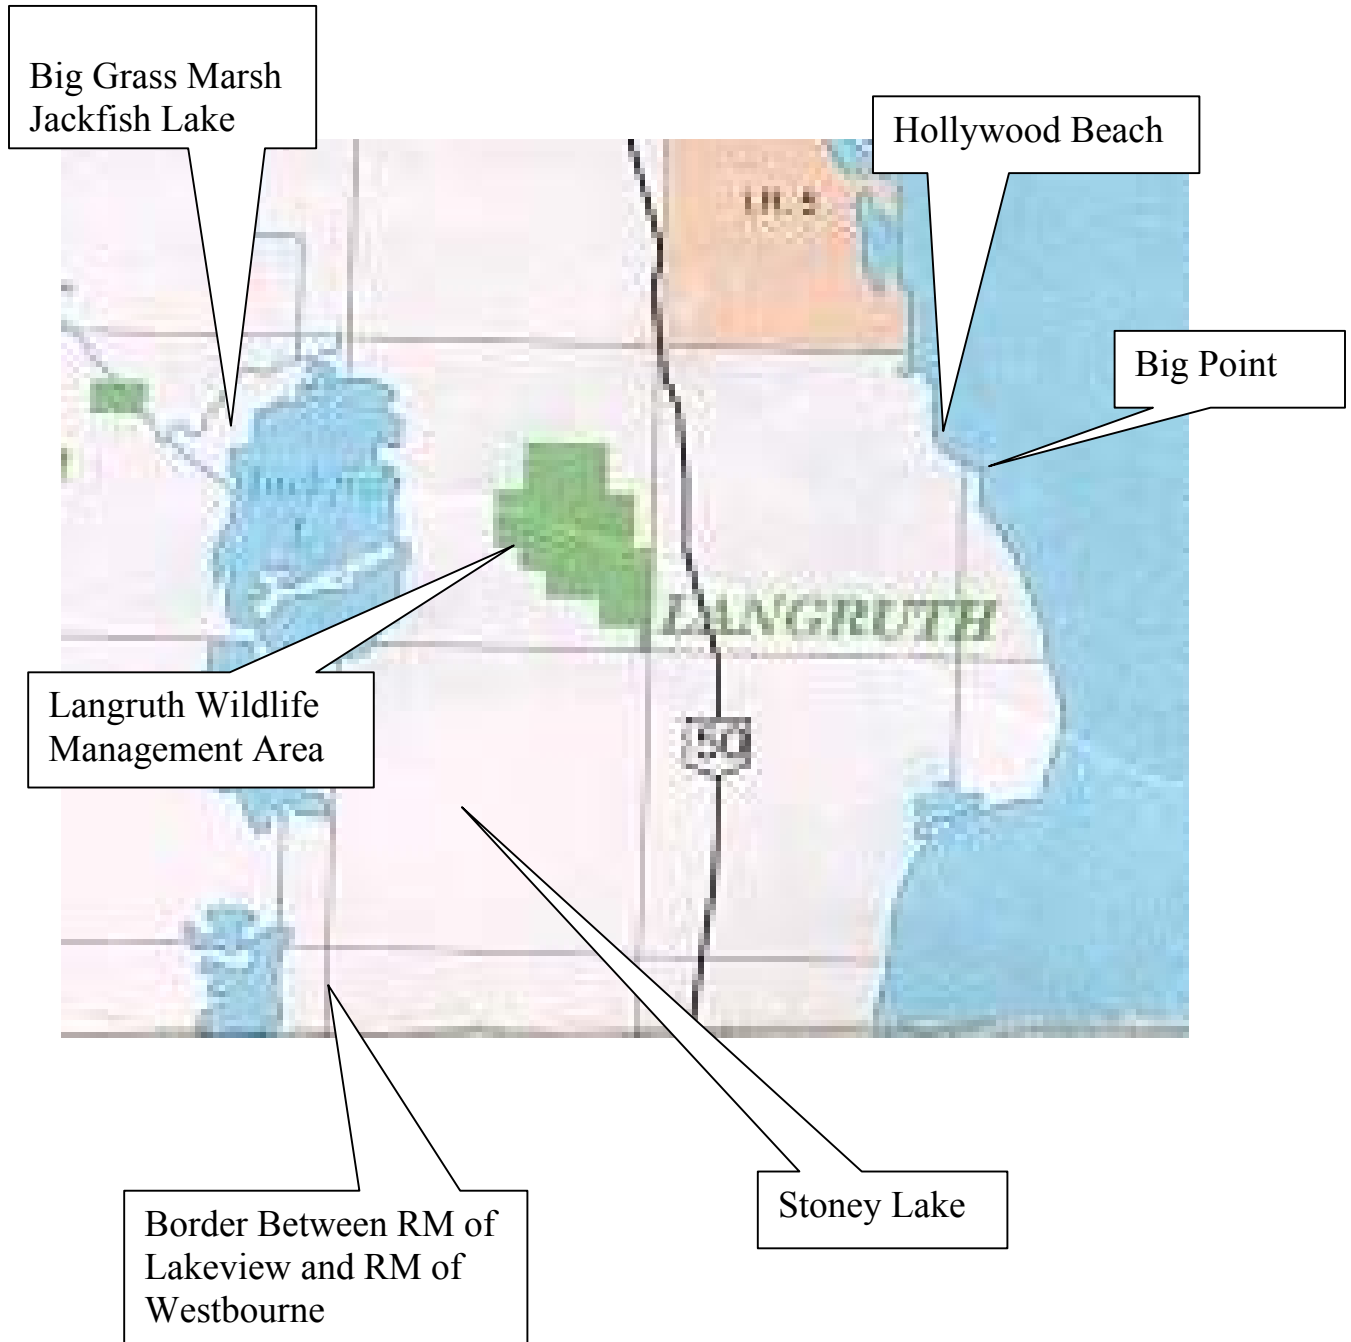 Big Grass Marsh
Jackfish Lake
Hollywood Beach
I.R. 5
Big Point
LANGRUTH
Langruth Wildlife
Management Area
50
Stoney Lake
Border Between RM of
Lakeview and RM of
Westbourne